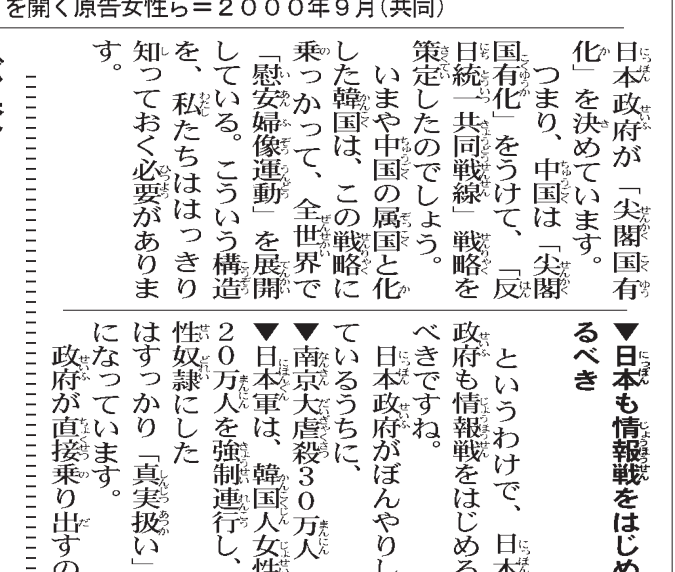 を開く原告女性ら＝２０００年９月(共同)
日本政府が「尖閣国有
化」を決めています。
つまり、中国は「尖閣
国有化」をうけて、「反
日統一共同戦線」戦略を
策定したのでしょう。
いまや中国の属国と化
した韓国は、この戦略に
乗っかって、全世界で
「慰安婦像運動」を展開
している。こういう構造
を、私たちははっきり
知っておく必要がありま
す。
▼日本も情報戦をはじめ
るべき
というわけで、日本
政府も情報戦をはじめる
べきですね。
日本政府がぼんやりし
ているうちに、
▼南京大虐殺３０万人
▼日本軍は、韓国人女性
２０万人を強制連行し、
性奴隷にした
はすっかり「真実扱い」
になっています。
政府が直接乗り出すの